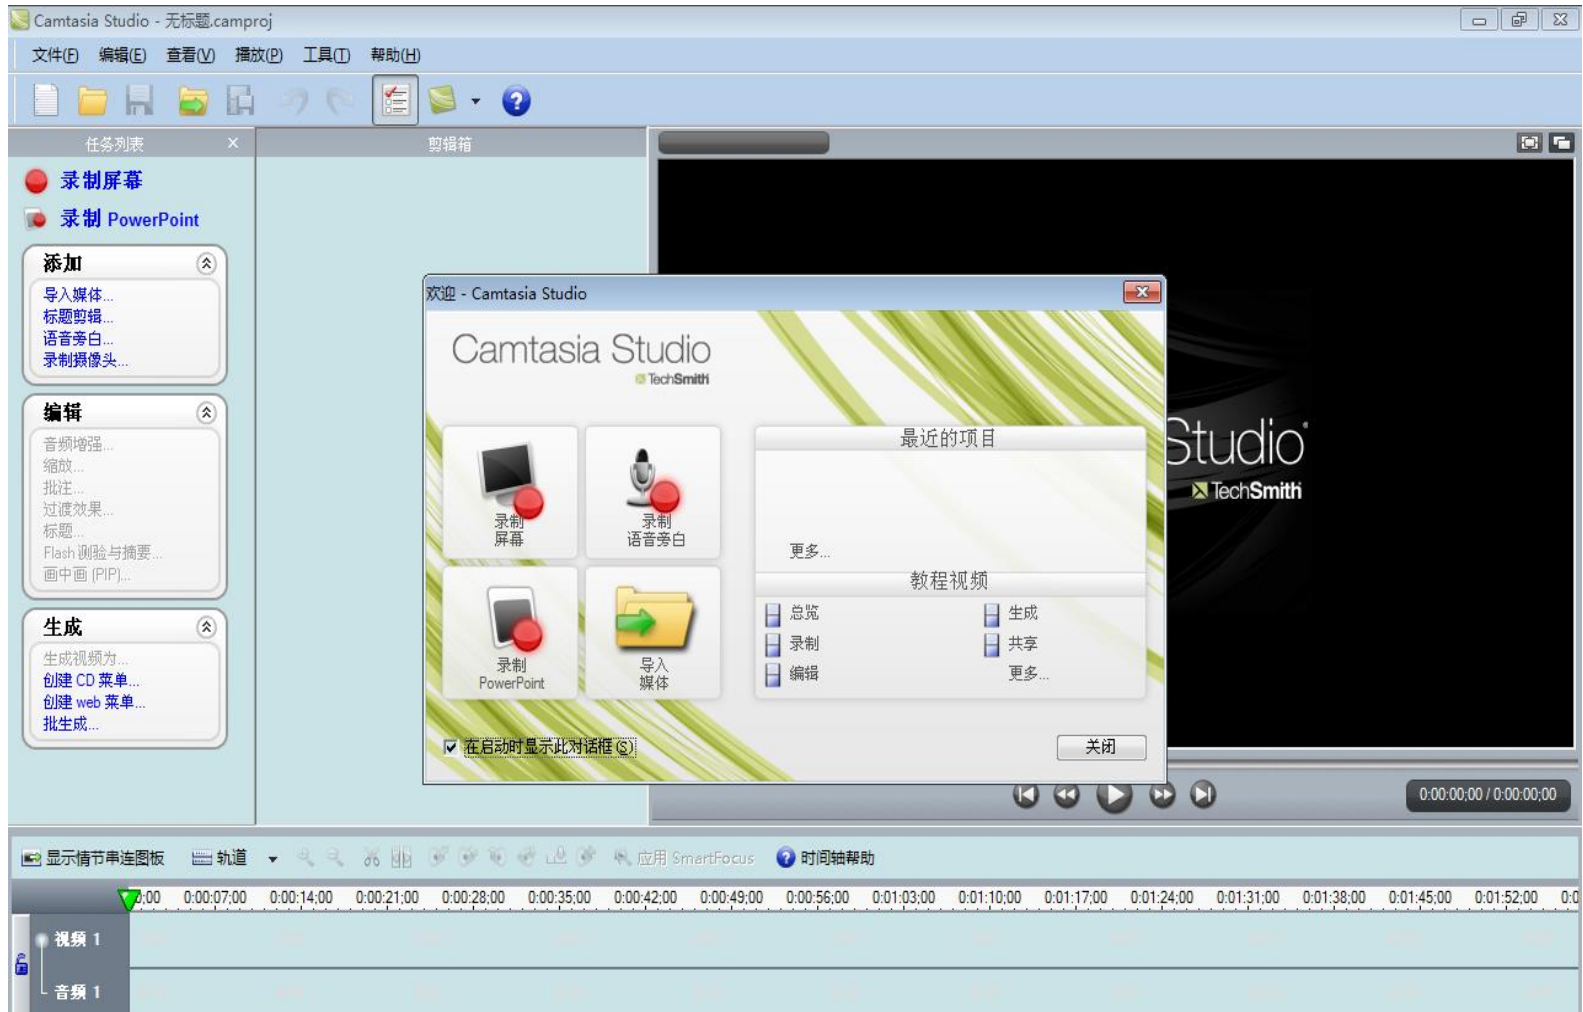 Camtasia Studio - 无标题.camproj
文件(F) 编辑(E) 查看(V) 播放(P) 工具(T) 帮助(H)
任务列表
剪辑箱
录制屏幕
录制 PowerPoint
添加
导入媒体...
标题剪辑...
语音旁白...
录制摄像头...
编辑
音频增强...
缩放...
批注...
过渡效果...
标题...
Flash 测验与摘要...
画中画 (PIP)...
生成
生成视频为...
创建 CD 菜单...
创建 web 菜单...
批生成...
欢迎 - Camtasia Studio
Camtasia Studio
TechSmith
录制
屏幕
录制
语音旁白
录制
PowerPoint
导入
媒体
最近的项目
更多...
教程视频
总览
生成
录制
共享
编辑
更多...
在启动时显示此对话框(S)
关闭
Studio
TechSmith
0:00:00;00 / 0:00:00;00
显示情节串连图板 轨道 应用 SmartFocus 时间轴帮助
0;00 0:00:07;00 0:00:14;00 0:00:21;00 0:00:28;00 0:00:35;00 0:00:42;00 0:00:49;00 0:00:56;00 0:01:03;00 0:01:10;00 0:01:17;00 0:01:24;00 0:01:31;00 0:01:38;00 0:01:45;00 0:01:52;00 0:0
视频 1
音频 1